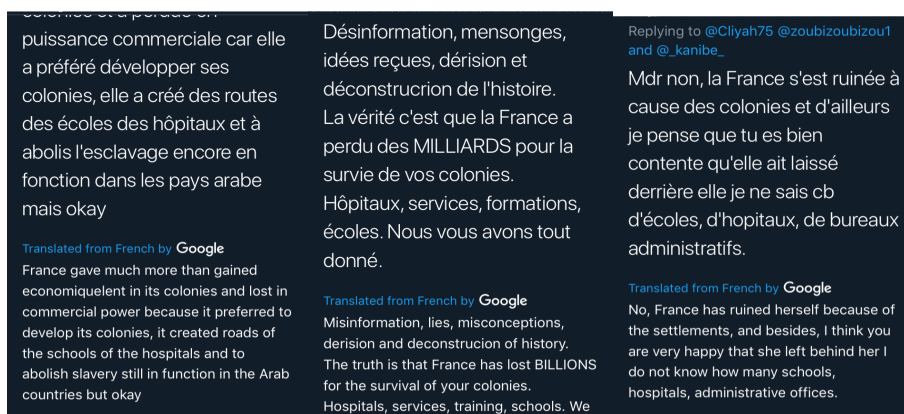 puissance commerciale car elle
a préféré développer ses
colonies, elle a créé des routes
des écoles des hôpitaux et à
abolis l'esclavage encore en
fonction dans les pays arabe
mais okay
Translated from French by Google
France gave much more than gained
economiquelent in its colonies and lost in
commercial power because it preferred to
develop its colonies, it created roads of
the schools of the hospitals and to
abolish slavery still in function in the Arab
countries but okay
Désinformation, mensonges,
idées reçues, dérision et
déconstrucrion de l'histoire.
La vérité c'est que la France a
perdu des MILLIARDS pour la
survie de vos colonies.
Hôpitaux, services, formations,
écoles. Nous vous avons tout
donné.
Translated from French by Google
Misinformation, lies, misconceptions,
derision and deconstrucion of history.
The truth is that France has lost BILLIONS
for the survival of your colonies.
Hospitals, services, training, schools. We
Replying to @Cliyah75 @zoubizoubizou1
and @_kanibe_
Mdr non, la France s'est ruinée à
cause des colonies et d'ailleurs
je pense que tu es bien
contente qu'elle ait laissé
derrière elle je ne sais cb
d'écoles, d'hopitaux, de bureaux
administratifs.
Translated from French by Google
No, France has ruined herself because of
the settlements, and besides, I think you
are very happy that she left behind her I
do not know how many schools,
hospitals, administrative offices.